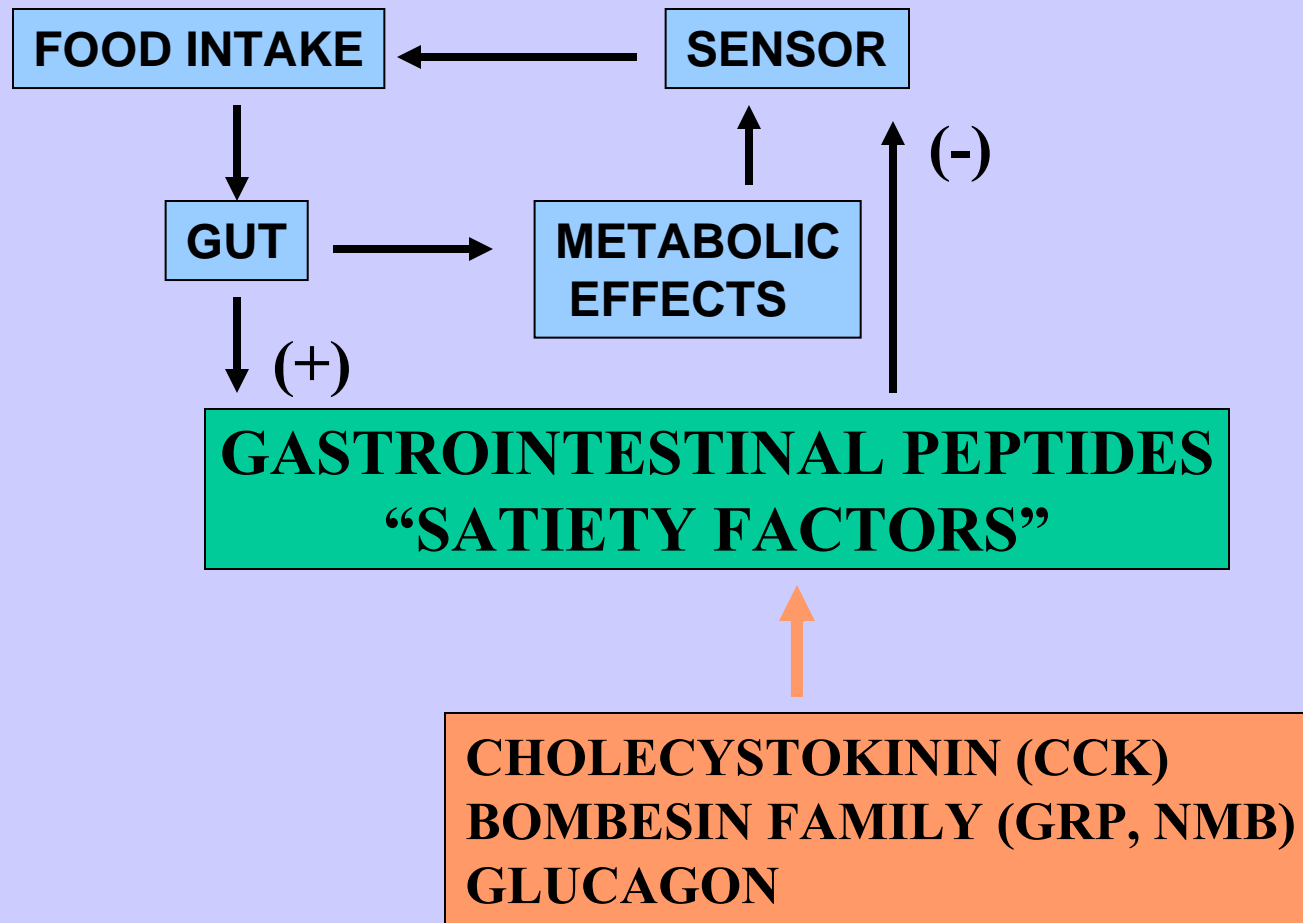 FOOD INTAKE
SENSOR
(-)
GUT
METABOLIC
EFFECTS
(+)
GASTROINTESTINAL PEPTIDES
“SATIETY FACTORS”
CHOLECYSTOKININ (CCK)
BOMBESIN FAMILY (GRP, NMB)
GLUCAGON